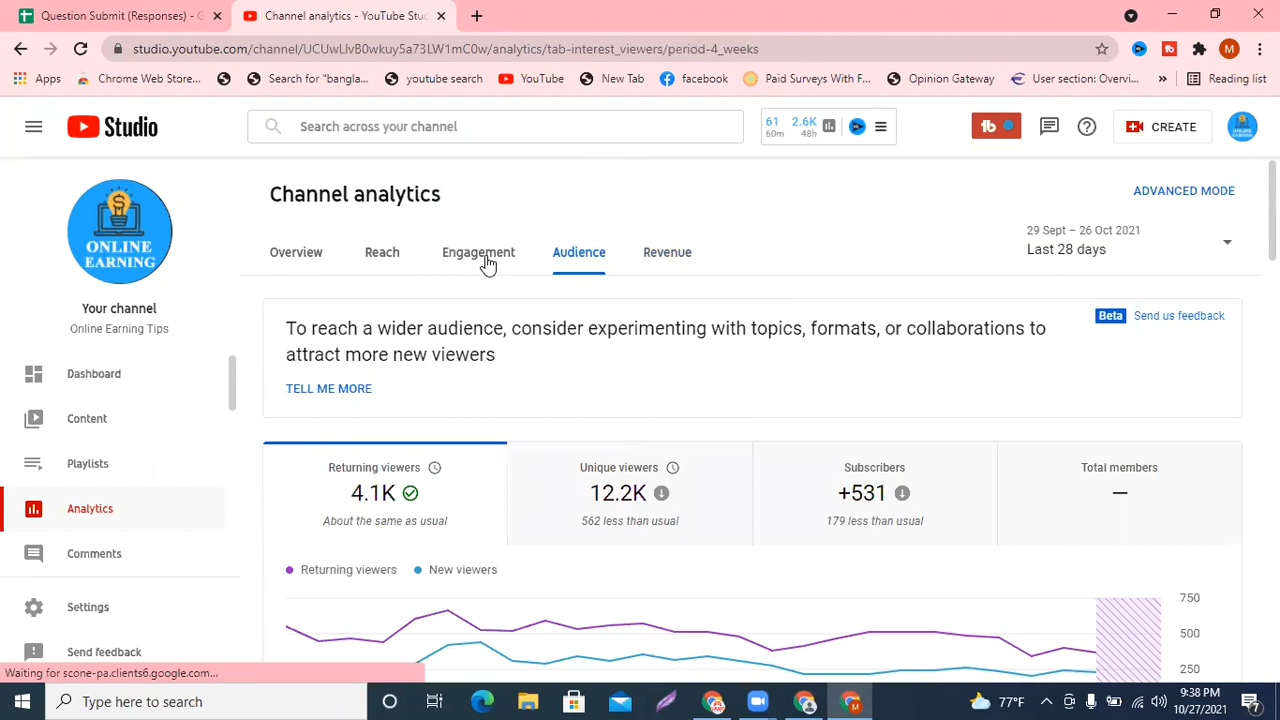 Question Submit (Responses) - G
Channel analytics - YouTube Stud
studio.youtube.com/channel/UCUwLlvB0wkuy5a73LW1mC0w/analytics/tab-interest_viewers/period-4_weeks
M
Apps
Chrome Web Store...
Search for "bangla...
youtube search
YouTube
New Tab
facebook
Paid Surveys With F...
Opinion Gateway
User section: Overvi...
»
Reading list
Studio
Search across your channel
61 2.6K
60m 48h
tb
CREATE
ONLINE
EARNING
Your channel
Online Earning Tips
Dashboard
Content
Playlists
Analytics
Comments
Settings
Send feedback
Channel analytics
ADVANCED MODE
Overview
Reach
Engagement
Audience
Revenue
29 Sept – 26 Oct 2021
Last 28 days
To reach a wider audience, consider experimenting with topics, formats, or collaborations to
attract more new viewers
Beta
Send us feedback
TELL ME MORE
Returning viewers
4.1K
About the same as usual
Unique viewers
12.2K
562 less than usual
Subscribers
+531
179 less than usual
Total members
—
Returning viewers
New viewers
750
500
250
Waiting for scone-pa.clients6.google.com...
Type here to search
77°F
9:38 PM
10/27/2021
7